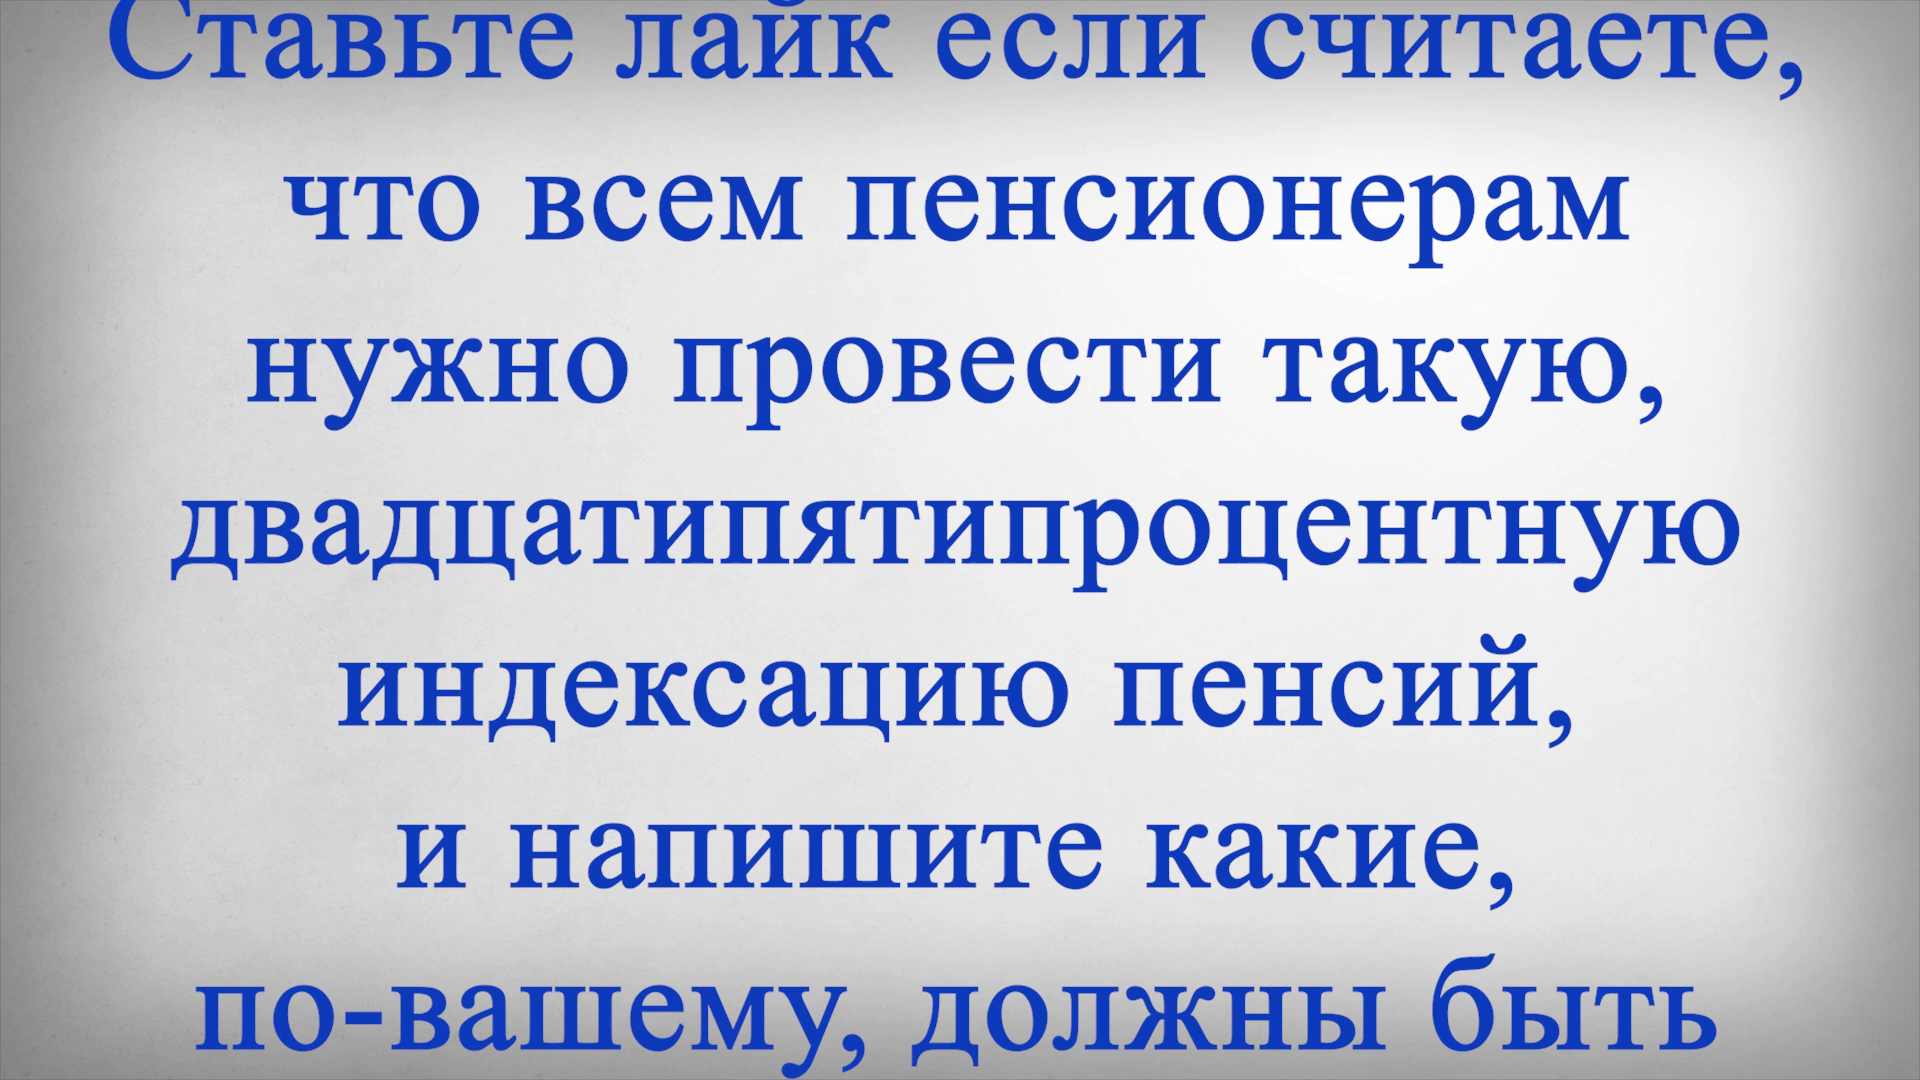 Ставьте лайк если считаете,
что всем пенсионерам
нужно провести такую,
двадцатипятипроцентную
индексацию пенсий,
и напишите какие,
по-вашему, должны быть